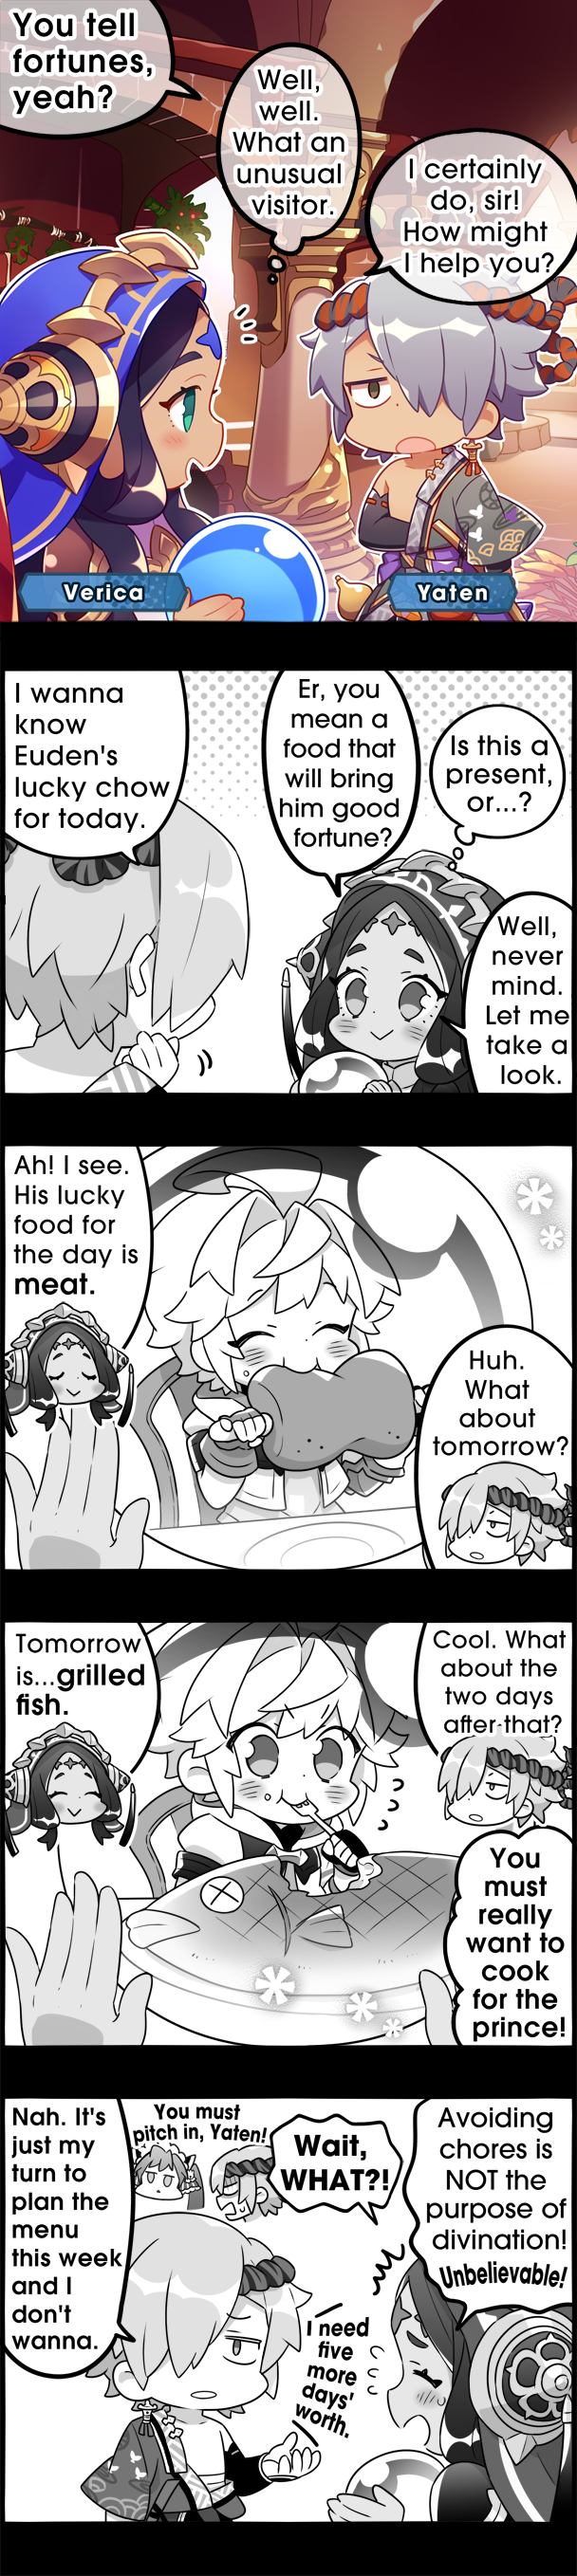 You tell
fortunes,
yeah?
Well,
well.
What an
unusual
visitor.
I certainly
do, sir!
How might
I help you?
Verica
Yaten
I wanna
know
Euden's
lucky chow
for today.
Er, you
mean a
food that
will bring
him good
fortune?
Is this a
present,
or...?
Well,
never
mind.
Let me
take a
look.
Ah! I see.
His lucky
food for
the day is
meat.
Huh.
What
about
tomorrow?
Tomorrow
is...grilled
fish.
Cool. What
about the
two days
after that?
You
must
really
want to
cook
for the
prince!
Nah. It's
just my
turn to
plan the
menu
this week
and I
don't
wanna.
You must
pitch in, Yaten!
Wait,
WHAT?!
I need
five
more
days'
worth.
Avoiding
chores is
NOT the
purpose of
divination!
Unbelievable!